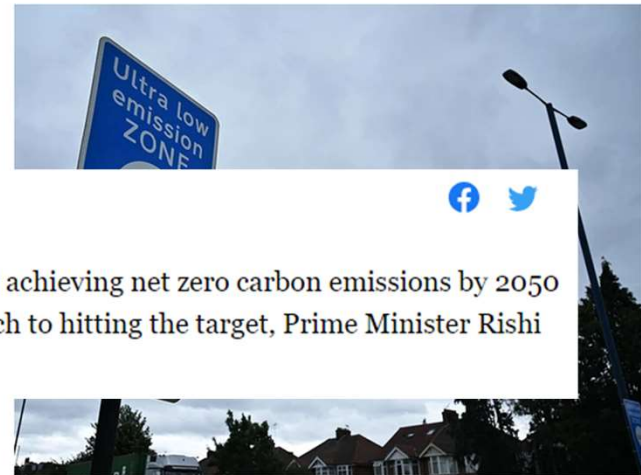 Ultra low
emission
ZONE
achieving net zero carbon emissions by 2050
to hitting the target, Prime Minister Rishi